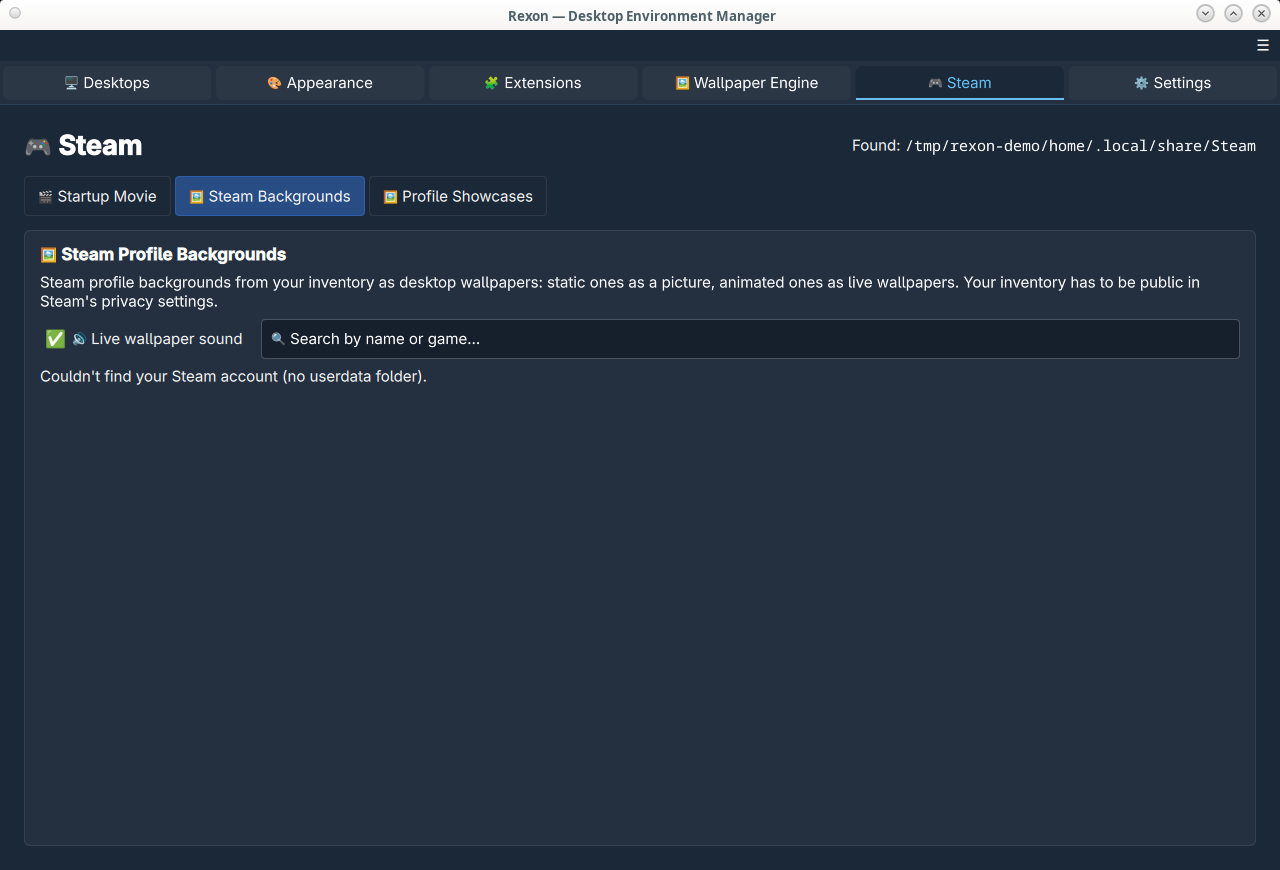 Rexon — Desktop Environment Manager
☰
🖥️ Desktops
🎨 Appearance
🧩 Extensions
🖼️ Wallpaper Engine
🎮 Steam
⚙️ Settings
🎮 Steam
Found: /tmp/rexon-demo/home/.local/share/Steam
🎬 Startup Movie
🖼️ Steam Backgrounds
🖼️ Profile Showcases
🖼️ Steam Profile Backgrounds
Steam profile backgrounds from your inventory as desktop wallpapers: static ones as a picture, animated ones as live wallpapers. Your inventory has to be public in
Steam's privacy settings.
✅ 🔊 Live wallpaper sound
🔍 Search by name or game...
Couldn't find your Steam account (no userdata folder).